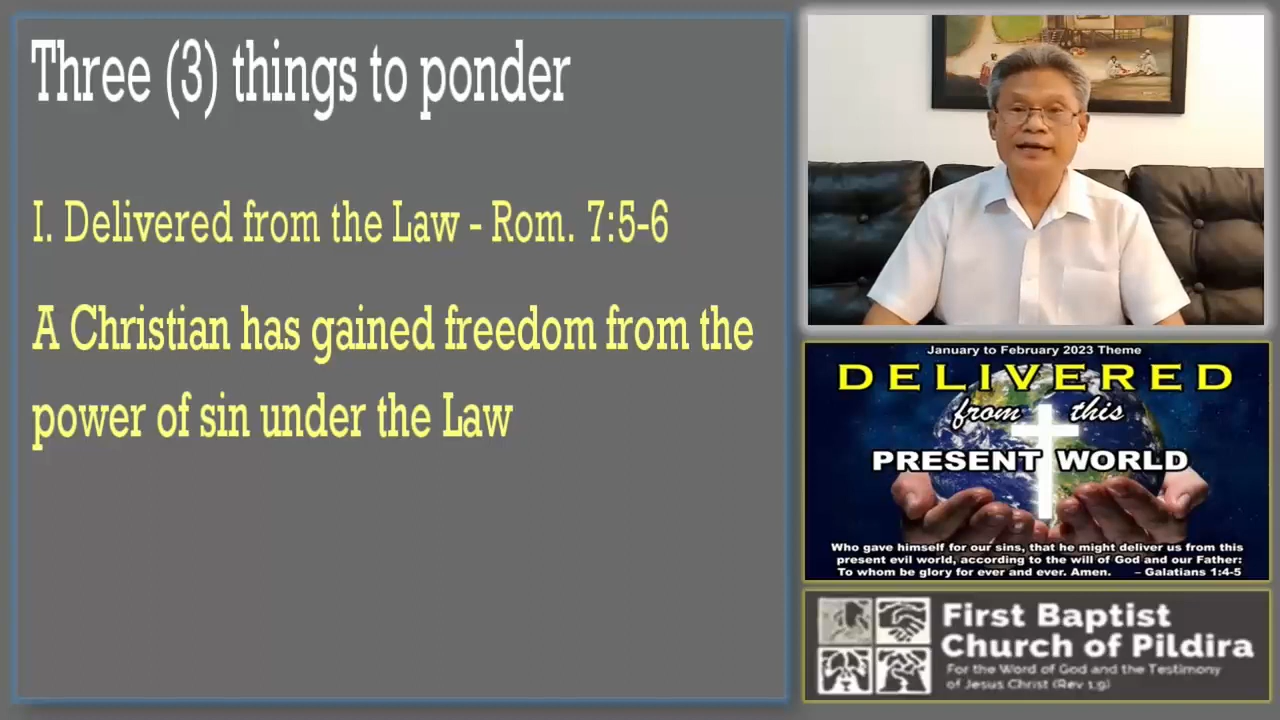 Three (3) things to ponder
I. Delivered from the Law - Rom. 7:5-6
A Christian has gained freedom from the
power of sin under the Law
January to February 2023 Theme
DELIVERED
from this
PRESENT WORLD
Who gave himself for our sins, that he might deliver us from this
present evil world, according to the will of God and our Father:
To whom be glory for ever and ever. Amen. – Galatians 1:4-5
First Baptist
Church of Pildira
For the Word of God and the Testimony
of Jesus Christ (Rev 1:9)